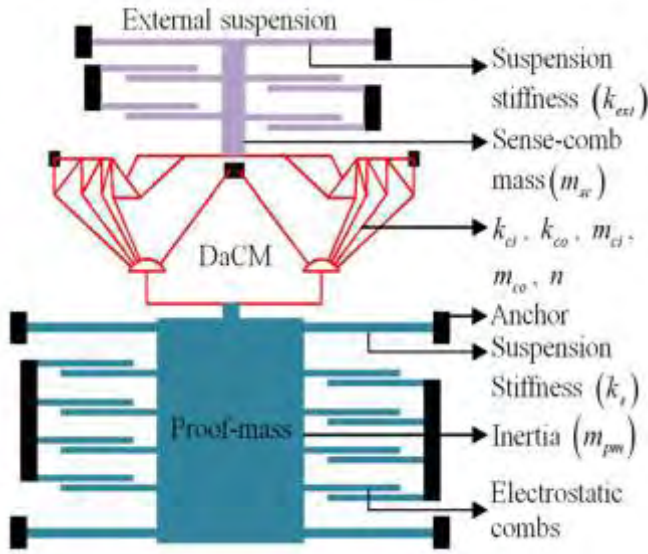 External suspension
Suspension
stiffness (k_ext)
Sense-comb
mass(m_sc)
k_ci , k_co , m_ci ,
m_co , n
DaCM
Anchor
Suspension
Stiffness (k_s)
Proof-mass
Inertia (m_pm)
Electrostatic
combs